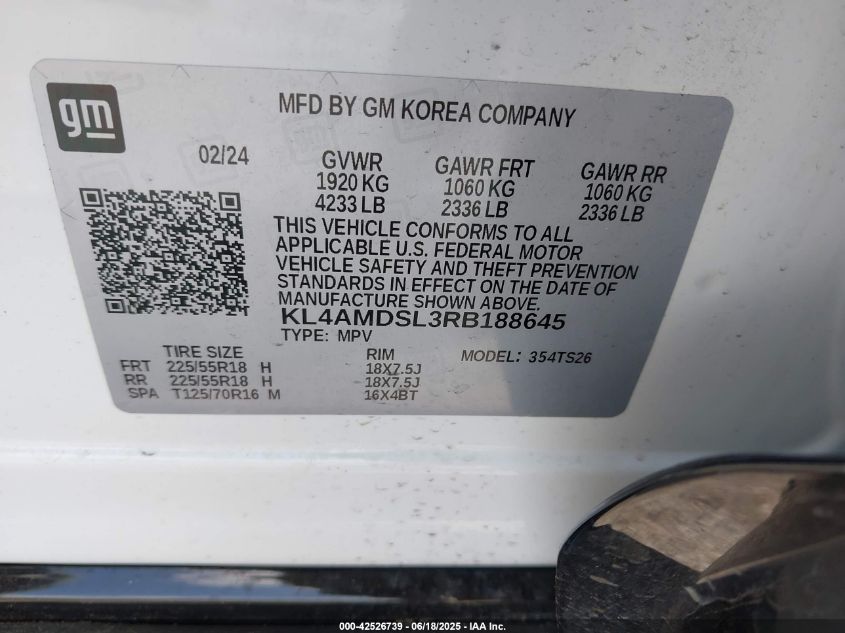 gm
MFD BY GM KOREA COMPANY
02/24
GVWR
1920 KG
4233 LB
GAWR FRT
1060 KG
2336 LB
GAWR RR
1060 KG
2336 LB
THIS VEHICLE CONFORMS TO ALL
APPLICABLE U.S. FEDERAL MOTOR
VEHICLE SAFETY AND THEFT PREVENTION
STANDARDS IN EFFECT ON THE DATE OF
MANUFACTURE SHOWN ABOVE.
KL4AMDSL3RB188645
TYPE: MPV
TIRE SIZE RIM MODEL: 354TS26
FRT 225/55R18 H 18X7.5J
RR 225/55R18 H 18X7.5J
SPA T125/70R16 M 16X4BT
000-42526739 - 06/18/2025 - IAA Inc.